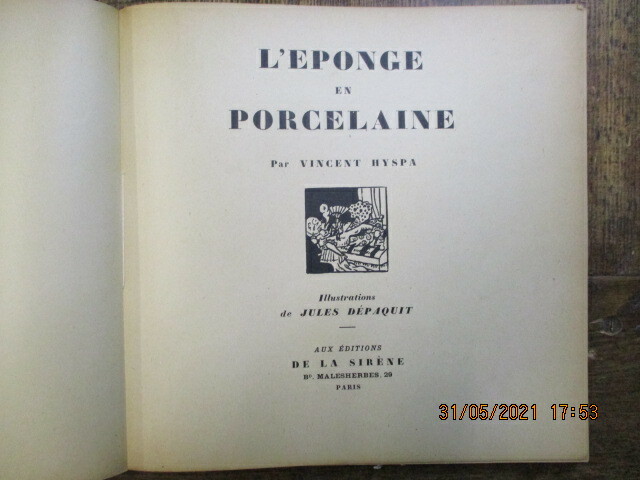 L'EPONGE
EN
PORCELAINE
Par VINCENT HYSPA
Illustrations
de JULES DÉPAQUIT
AUX ÉDITIONS
DE LA SIRÈNE
Bᴅ. MALESHERBES, 29
PARIS
31/05/2021 17:53